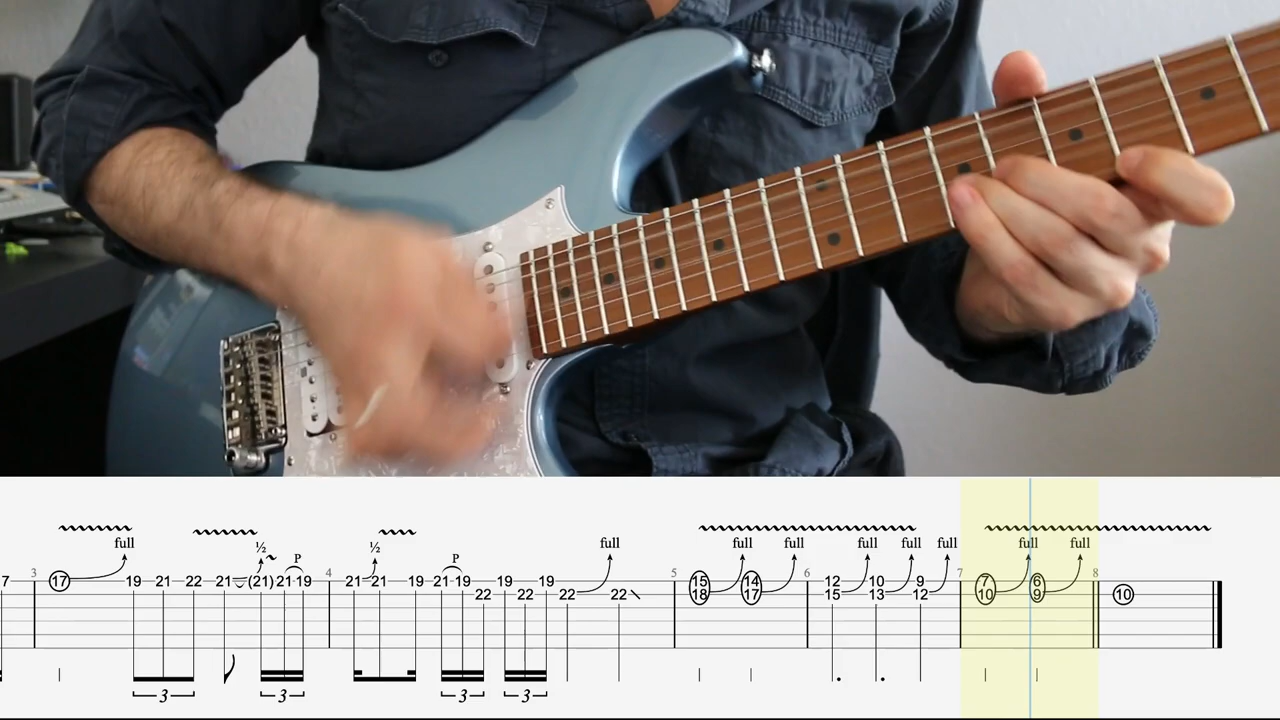 full full full full full full full full full
½ ½ P P
3 4 5 6 7 8
7 17 19 21 22 21 (21) 21 19 21 21 19 21 19 19 19 15 14 12 10 9 7 6
22 22 22 22 18 17 15 13 12 10 9 10
3 3 3 3